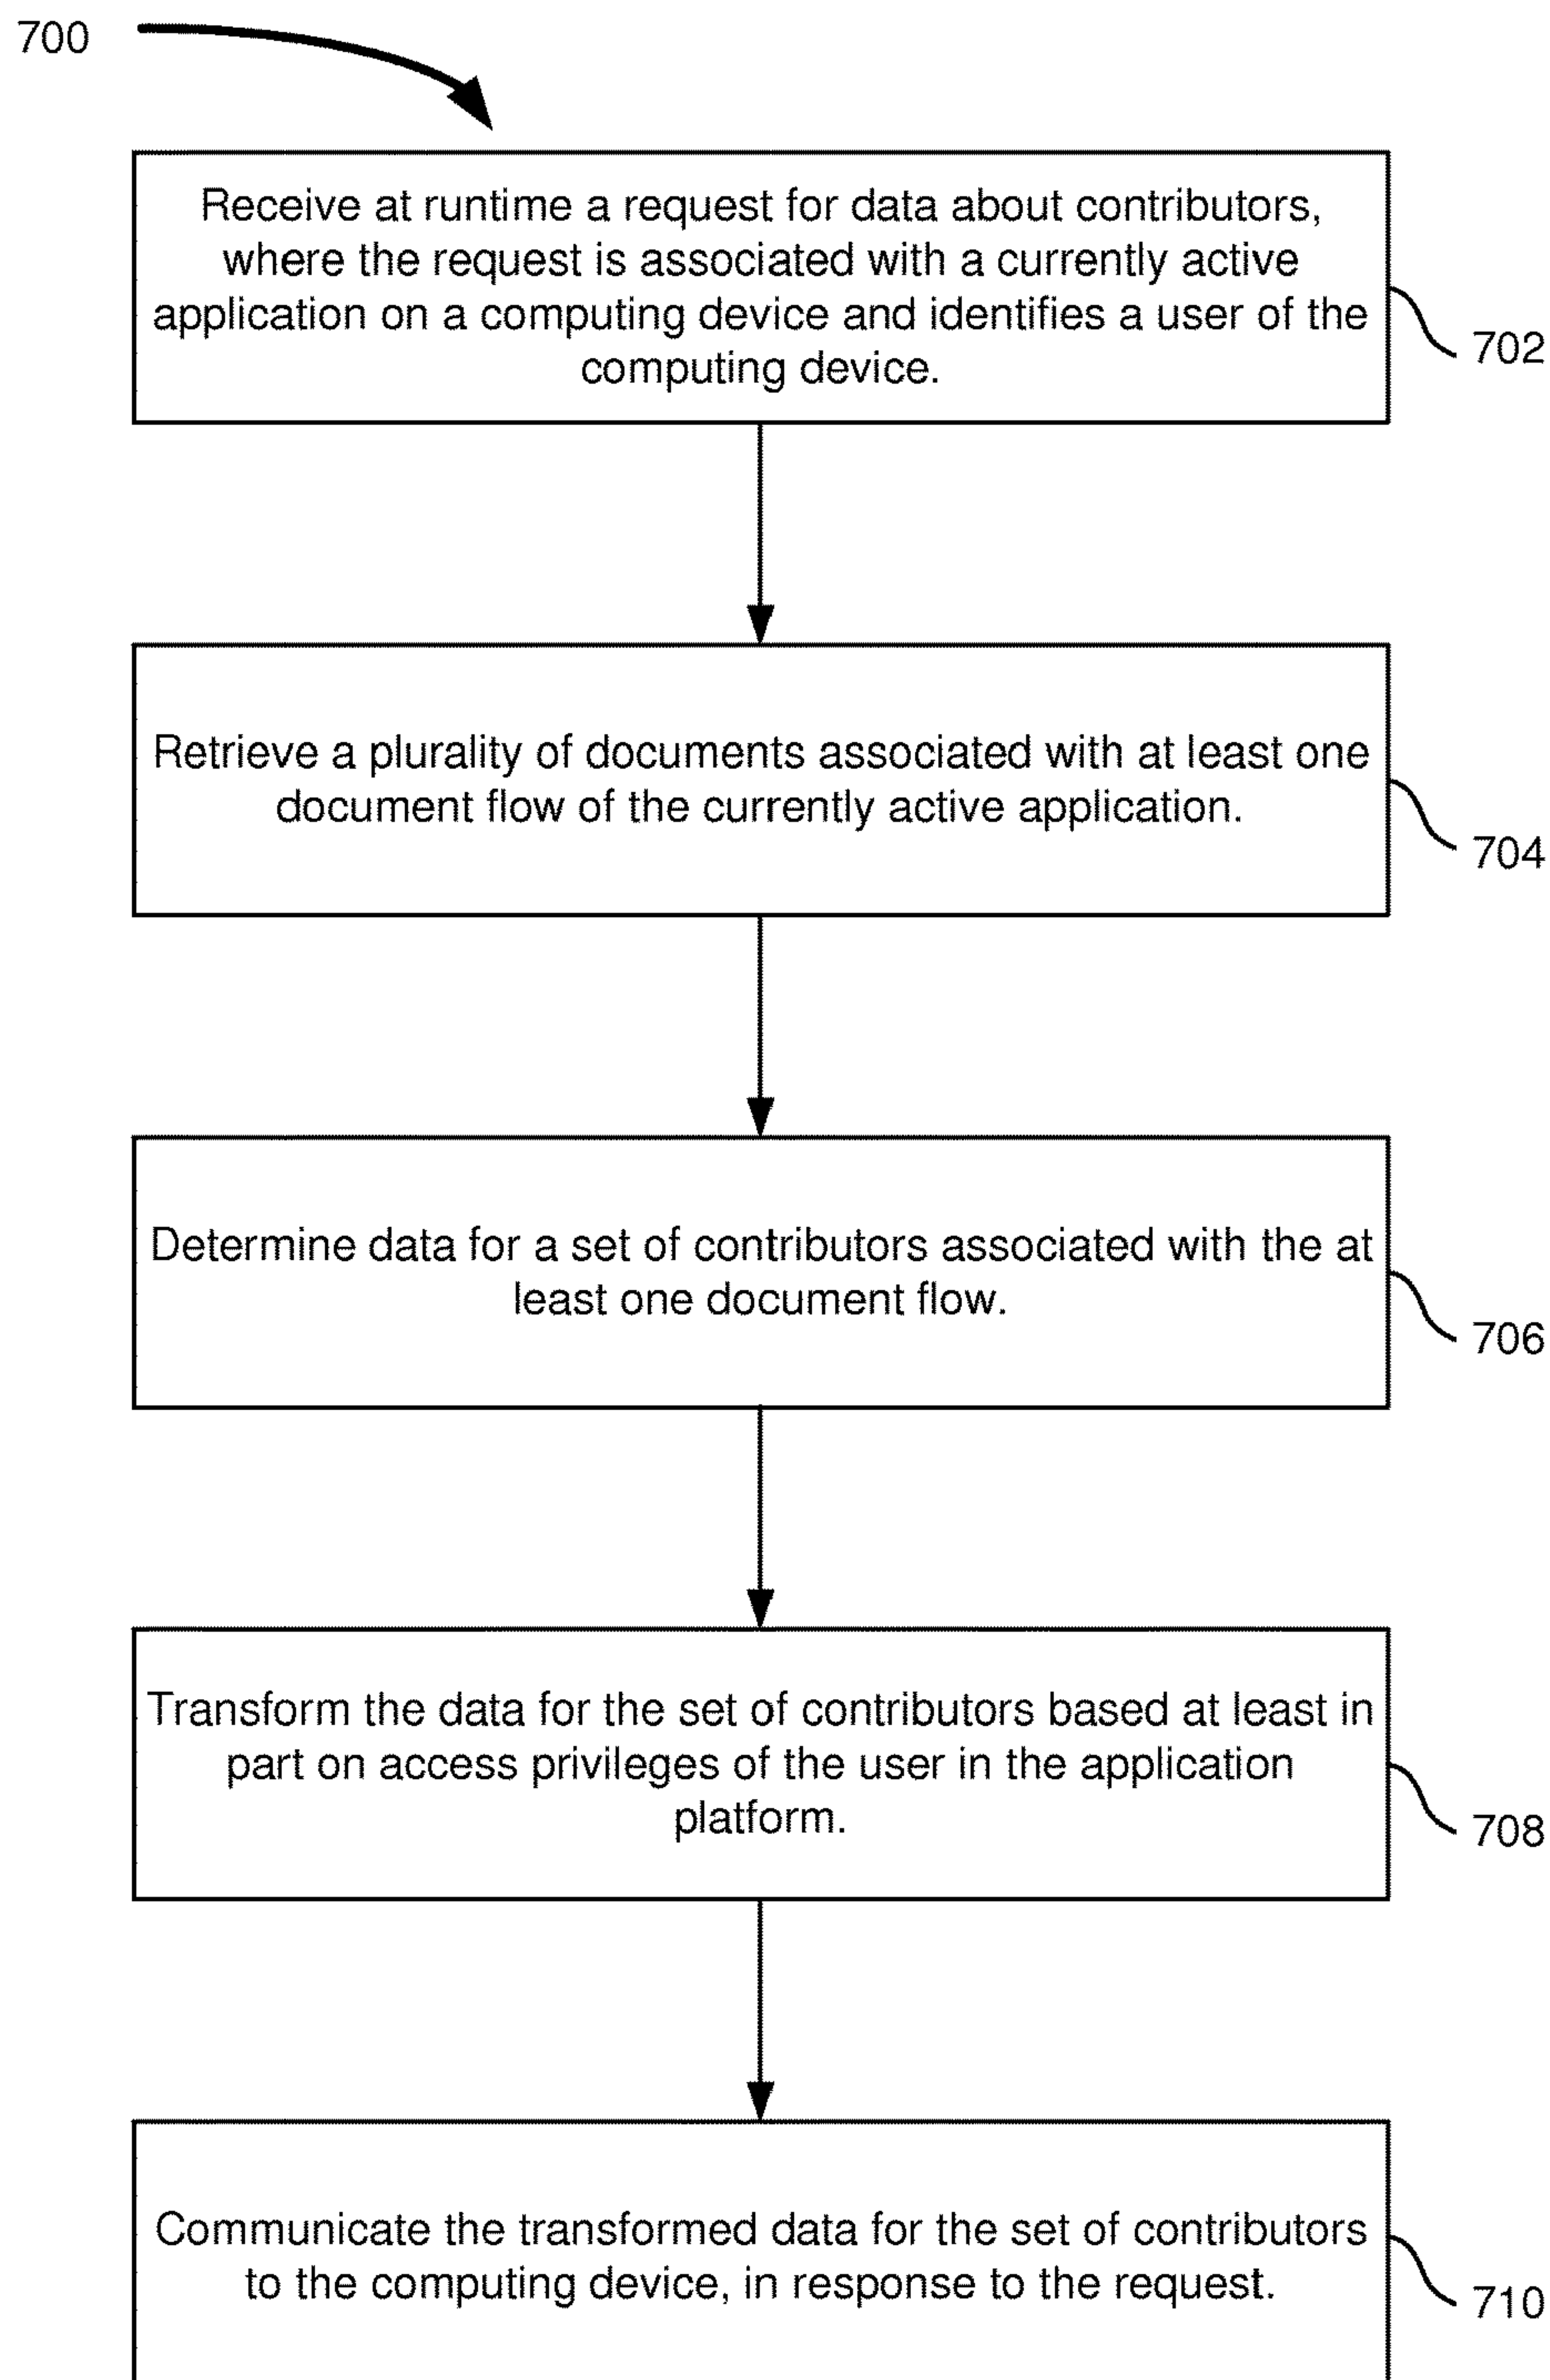 700
Receive at runtime a request for data about contributors,
where the request is associated with a currently active
application on a computing device and identifies a user of the
computing device.
702
Retrieve a plurality of documents associated with at least one
document flow of the currently active application.
704
Determine data for a set of contributors associated with the at
least one document flow.
706
Transform the data for the set of contributors based at least in
part on access privileges of the user in the application
platform.
708
Communicate the transformed data for the set of contributors
to the computing device, in response to the request.
710